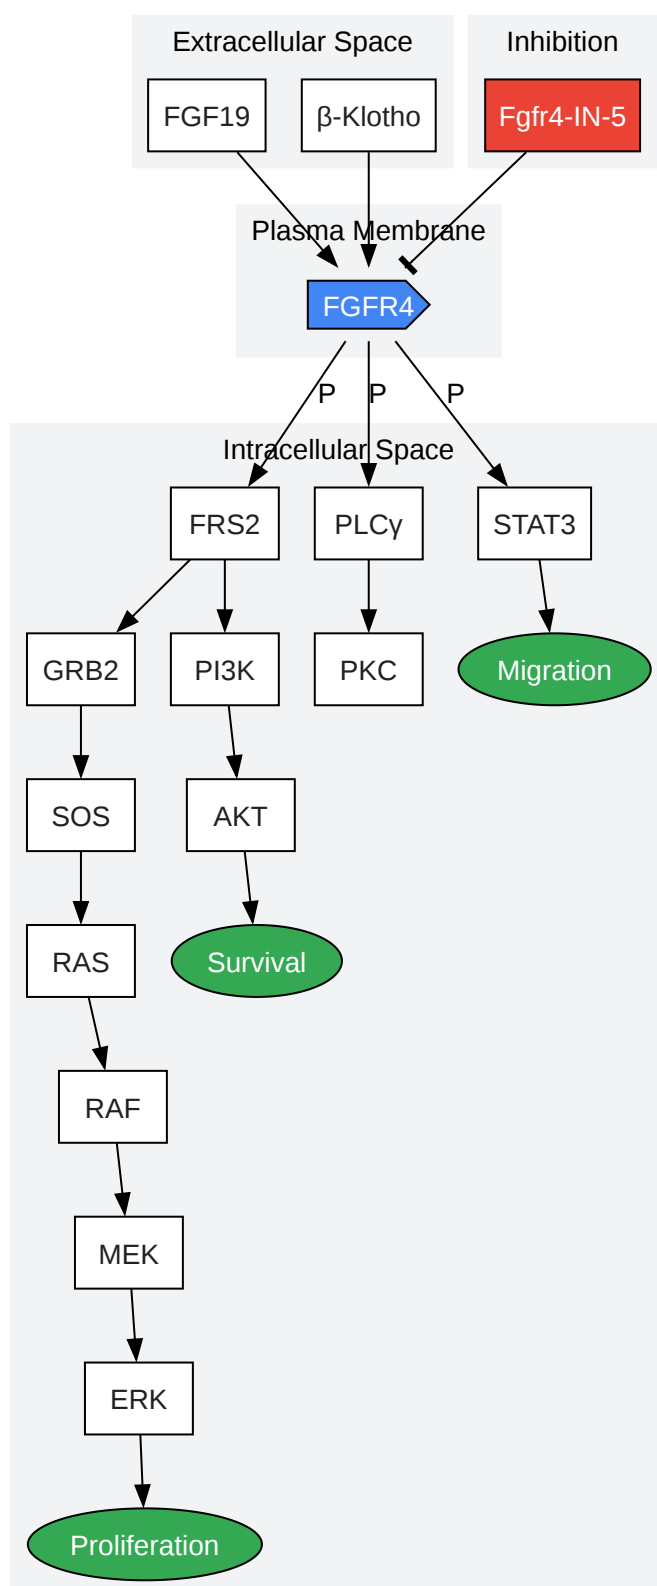 Extracellular Space
Inhibition
FGF19
β-Klotho
Fgfr4-IN-5
Plasma Membrane
FGFR4
P
P
P
Intracellular Space
FRS2
PLCγ
STAT3
GRB2
PI3K
PKC
Migration
SOS
AKT
RAS
Survival
RAF
MEK
ERK
Proliferation